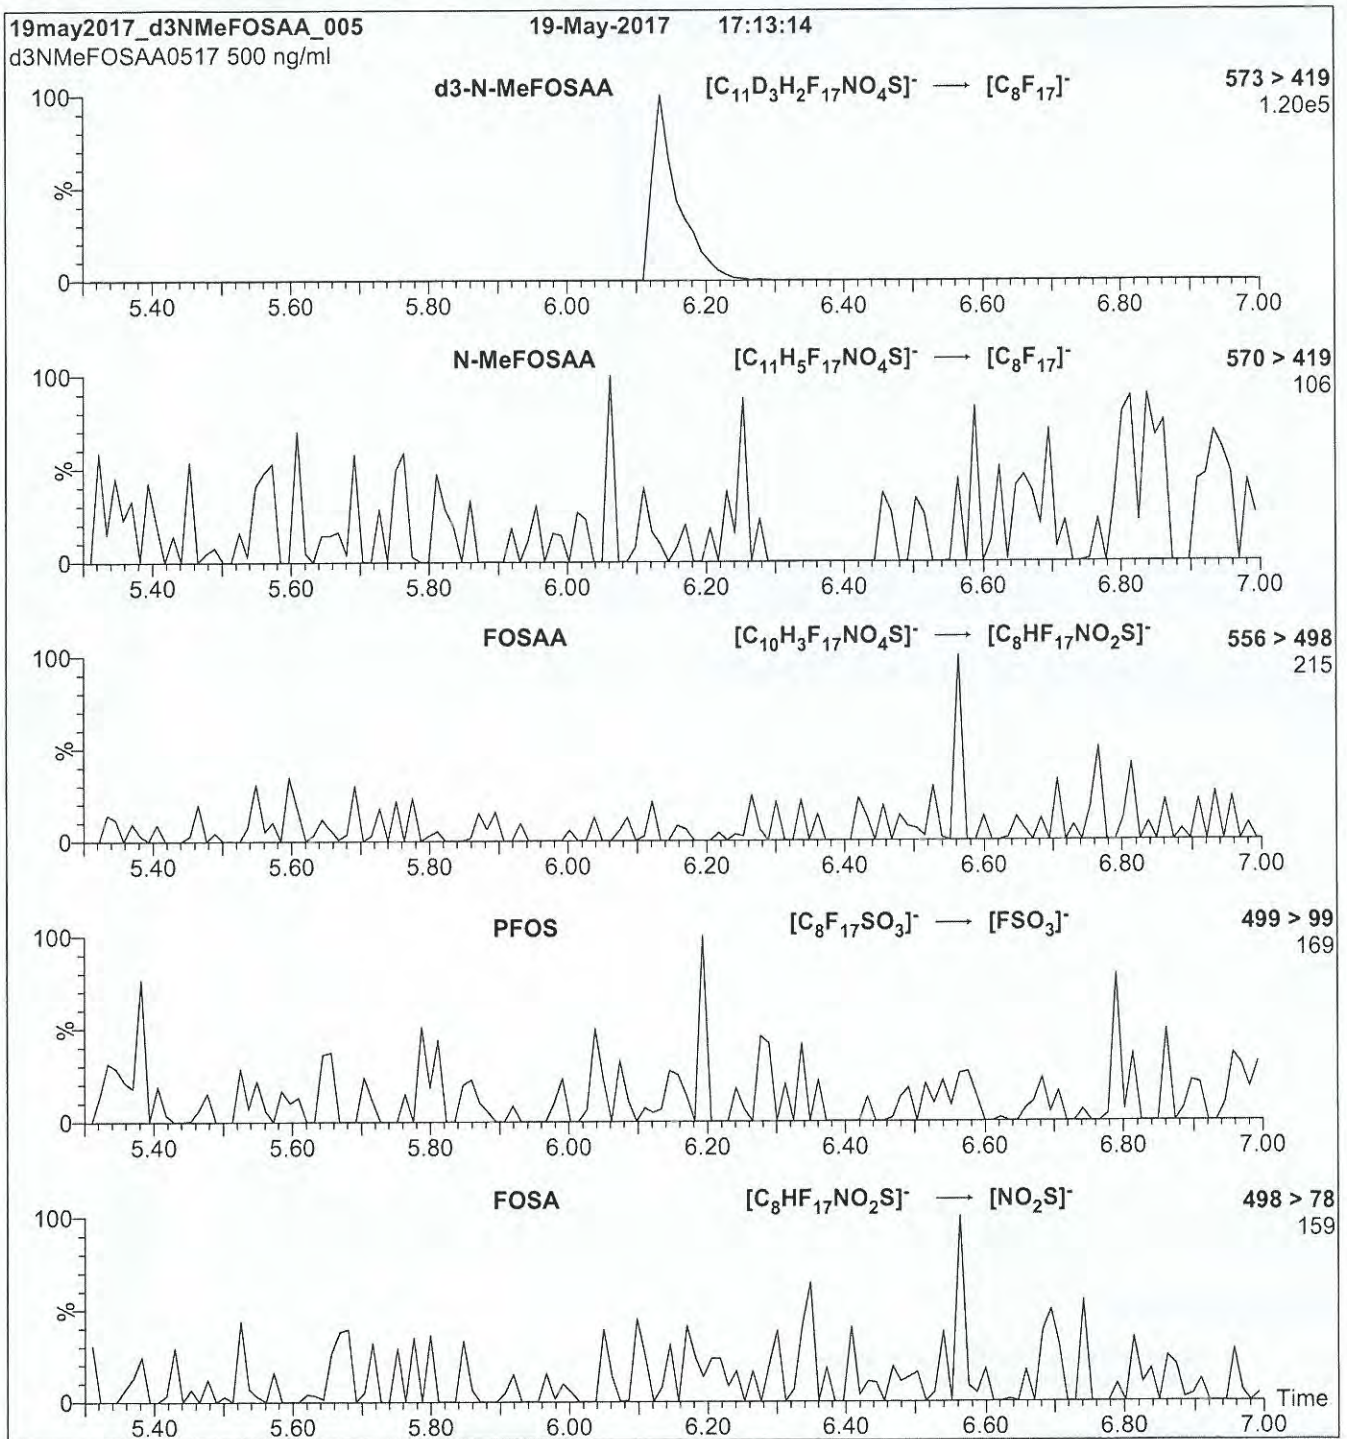 19may2017_d3NMeFOSAA_005 19-May-2017 17:13:14
d3NMeFOSAA0517 500 ng/ml
d3-N-MeFOSAA [C₁₁D₃H₂F₁₇NO₄S]⁻ → [C₈F₁₇]⁻ 573 > 419
1.20e5
100
%
0
5.40 5.60 5.80 6.00 6.20 6.40 6.60 6.80 7.00
N-MeFOSAA [C₁₁H₅F₁₇NO₄S]⁻ → [C₈F₁₇]⁻ 570 > 419
106
100
%
0
5.40 5.60 5.80 6.00 6.20 6.40 6.60 6.80 7.00
FOSAA [C₁₀H₃F₁₇NO₄S]⁻ → [C₈HF₁₇NO₂S]⁻ 556 > 498
215
100
%
0
5.40 5.60 5.80 6.00 6.20 6.40 6.60 6.80 7.00
PFOS [C₈F₁₇SO₃]⁻ → [FSO₃]⁻ 499 > 99
169
100
%
0
5.40 5.60 5.80 6.00 6.20 6.40 6.60 6.80 7.00
FOSA [C₈HF₁₇NO₂S]⁻ → [NO₂S]⁻ 498 > 78
159
100
%
0
Time
5.40 5.60 5.80 6.00 6.20 6.40 6.60 6.80 7.00